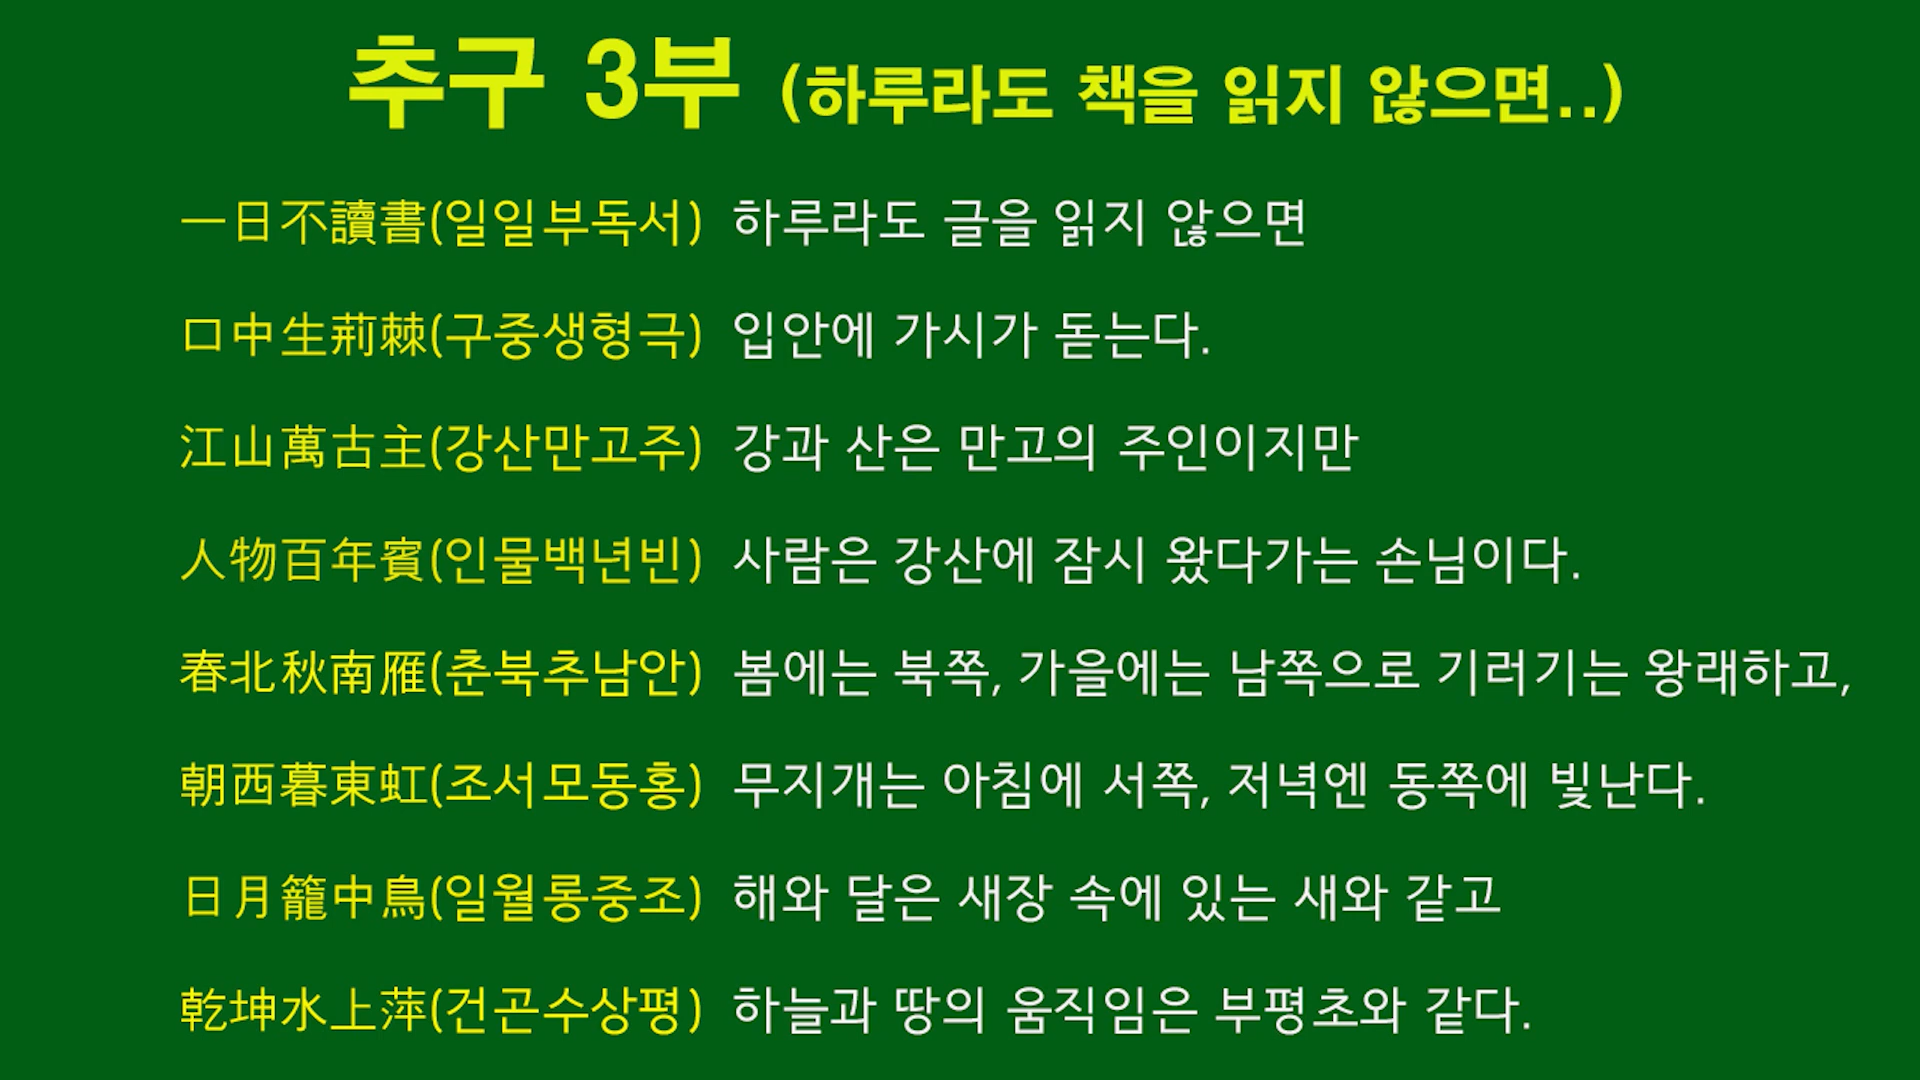 추구 3부 (하루라도 책을 읽지 않으면..)
一日不讀書(일일부독서) 하루라도 글을 읽지 않으면
口中生荊棘(구중생형극) 입안에 가시가 돋는다.
江山萬古主(강산만고주) 강과 산은 만고의 주인이지만
人物百年賓(인물백년빈) 사람은 강산에 잠시 왔다가는 손님이다.
春北秋南雁(춘북추남안) 봄에는 북쪽, 가을에는 남쪽으로 기러기는 왕래하고,
朝西暮東虹(조서모동홍) 무지개는 아침에 서쪽, 저녁엔 동쪽에 빛난다.
日月籠中鳥(일월롱중조) 해와 달은 새장 속에 있는 새와 같고
乾坤水上萍(건곤수상평) 하늘과 땅의 움직임은 부평초와 같다.